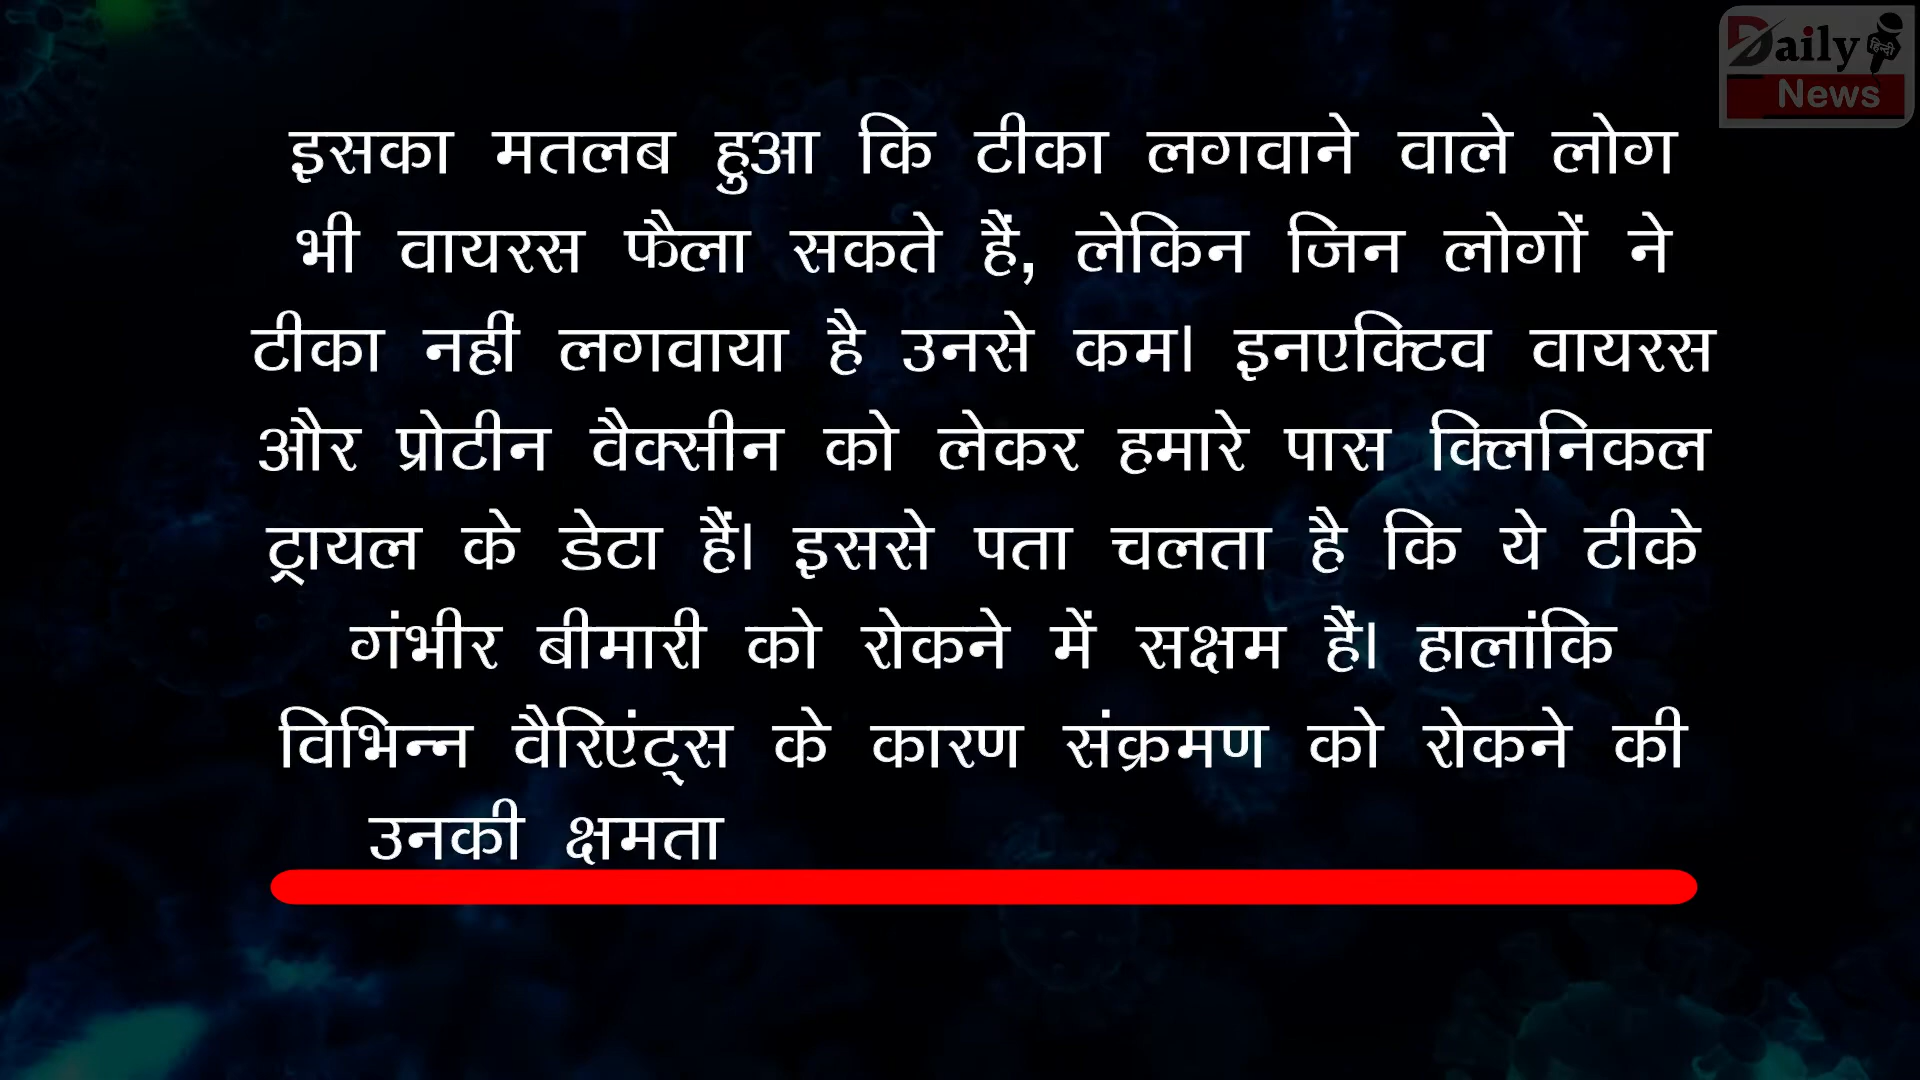 Daily हिन्दी
News
इसका मतलब हुआ कि टीका लगवाने वाले लोग
भी वायरस फैला सकते हैं, लेकिन जिन लोगों ने
टीका नहीं लगवाया है उनसे कम। इनएक्टिव वायरस
और प्रोटीन वैक्सीन को लेकर हमारे पास क्लिनिकल
ट्रायल के डेटा हैं। इससे पता चलता है कि ये टीके
गंभीर बीमारी को रोकने में सक्षम हैं। हालांकि
विभिन्न वैरिएंट्स के कारण संक्रमण को रोकने की
उनकी क्षमता